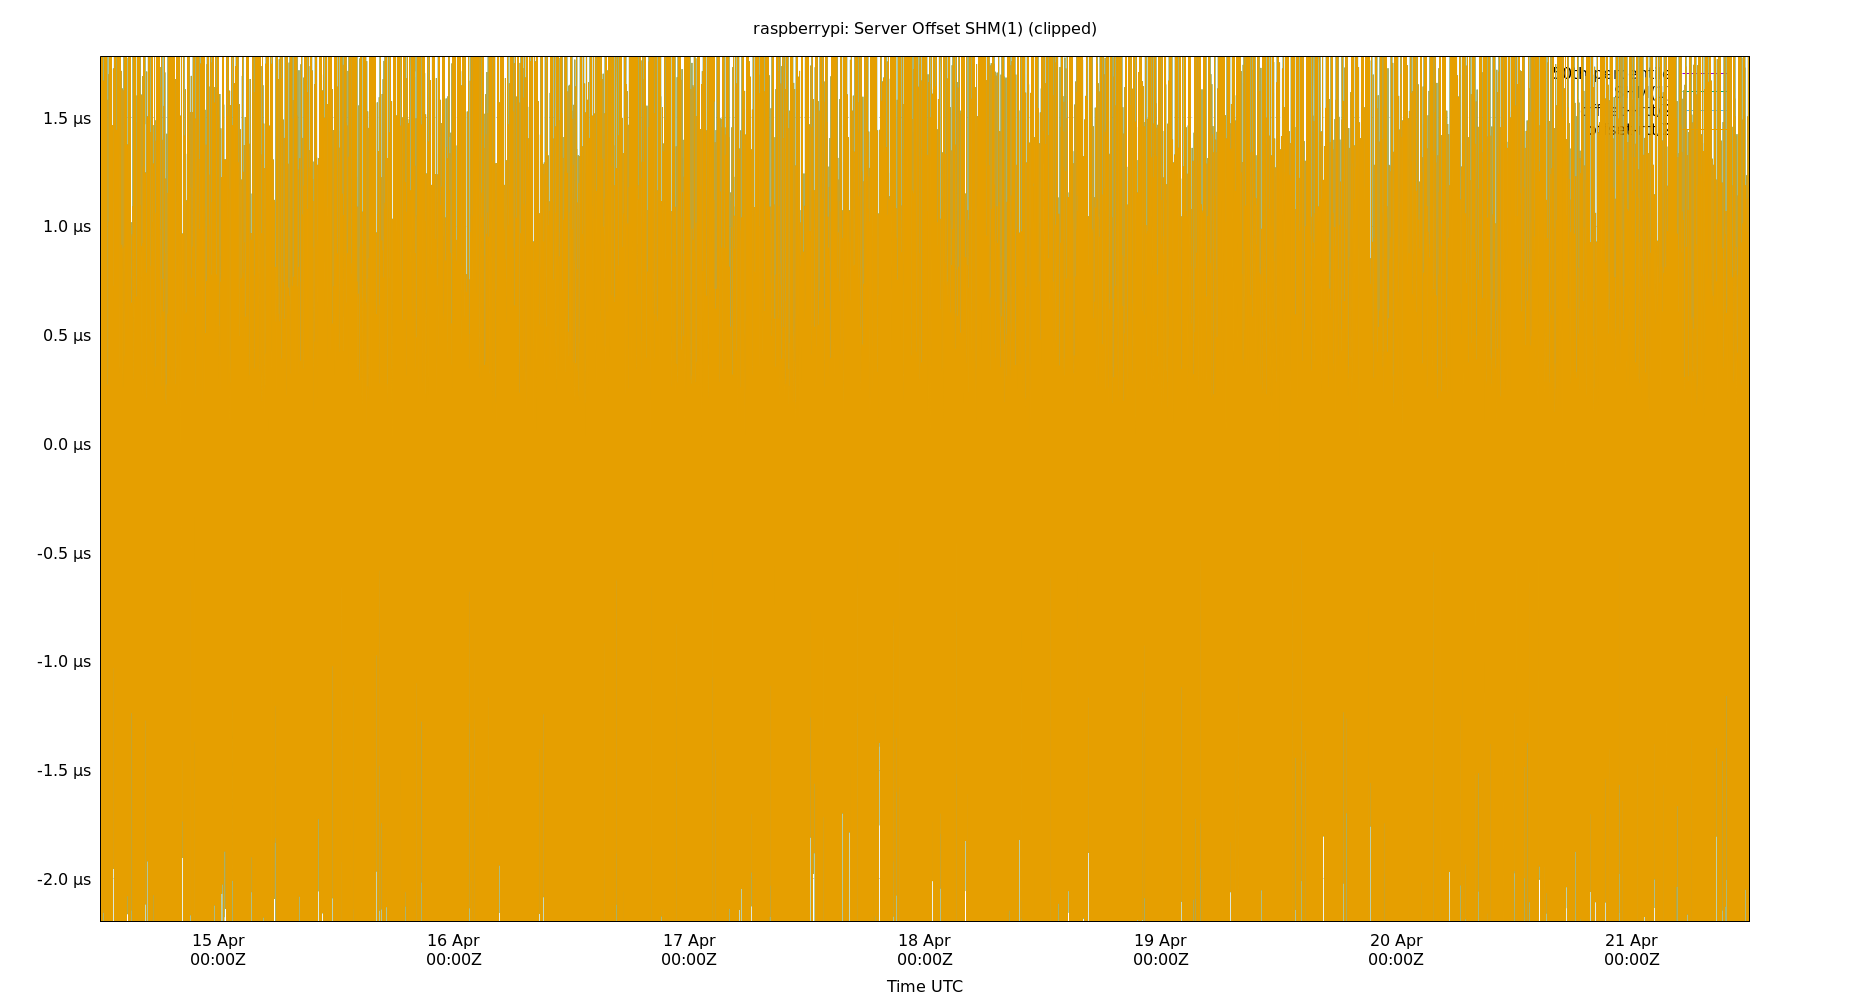 raspberrypi: Server Offset SHM(1) (clipped)
50th percentile
1.5 µs
1.0 µs
0.5 µs
0.0 µs
-0.5 µs
-1.0 µs
-1.5 µs
-2.0 µs
15 Apr 16 Apr 17 Apr 18 Apr 19 Apr 20 Apr 21 Apr
00:00Z 00:00Z 00:00Z 00:00Z 00:00Z 00:00Z 00:00Z
Time UTC